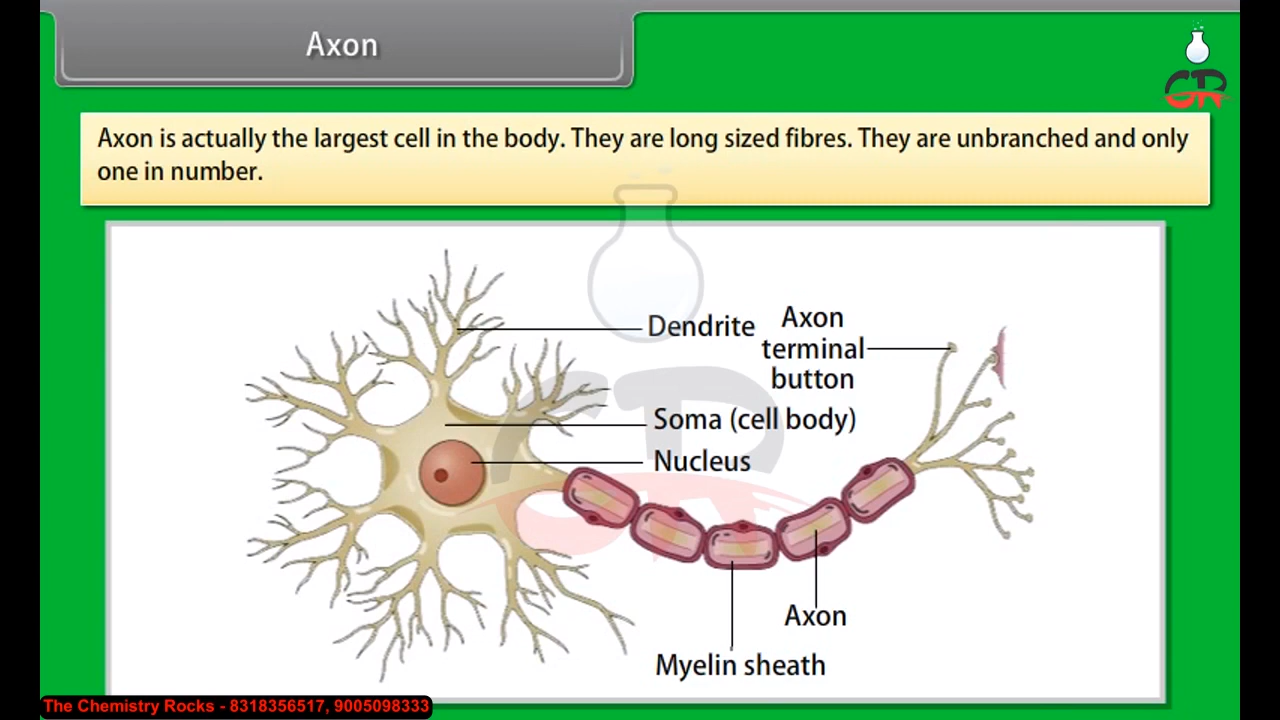 Axon
GR
Axon is actually the largest cell in the body. They are long sized fibres. They are unbranched and only
one in number.
Dendrite
Axon
terminal
button
Soma (cell body)
Nucleus
Axon
Myelin sheath
The Chemistry Rocks - 8318356517, 9005098333